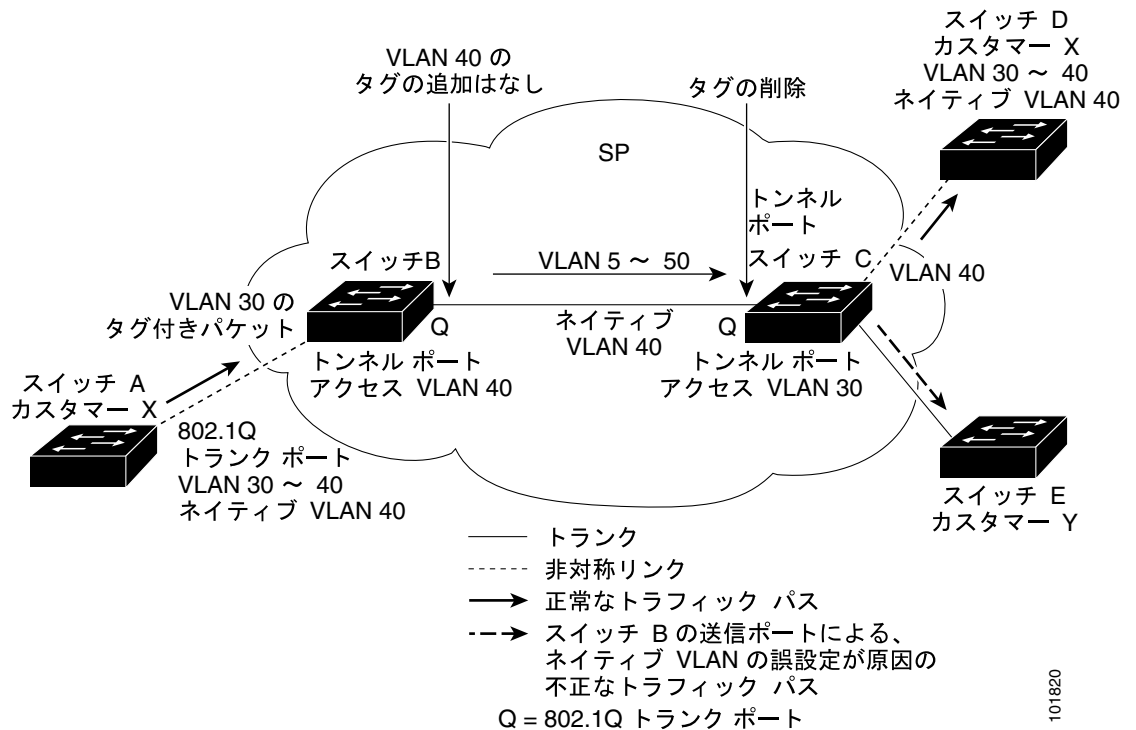 VLAN 40 の
タグの追加はなし
タグの削除
スイッチ D
カスタマー X
VLAN 30 ～ 40
ネイティブ VLAN 40
SP
トンネル
ポート
スイッチB
VLAN 5 ～ 50
スイッチ C
VLAN 40
VLAN 30 の
タグ付きパケット
Q
ネイティブ
VLAN 40
Q
トンネル ポート
アクセス VLAN 40
トンネル ポート
アクセス VLAN 30
スイッチ A
カスタマー X
802.1Q
トランク ポート
VLAN 30 ～ 40
ネイティブ VLAN 40
スイッチ E
カスタマー Y
トランク
非対称リンク
正常なトラフィック パス
スイッチ B の送信ポートによる、
ネイティブ VLAN の誤設定が原因の
不正なトラフィック パス
Q = 802.1Q トランク ポート
101820